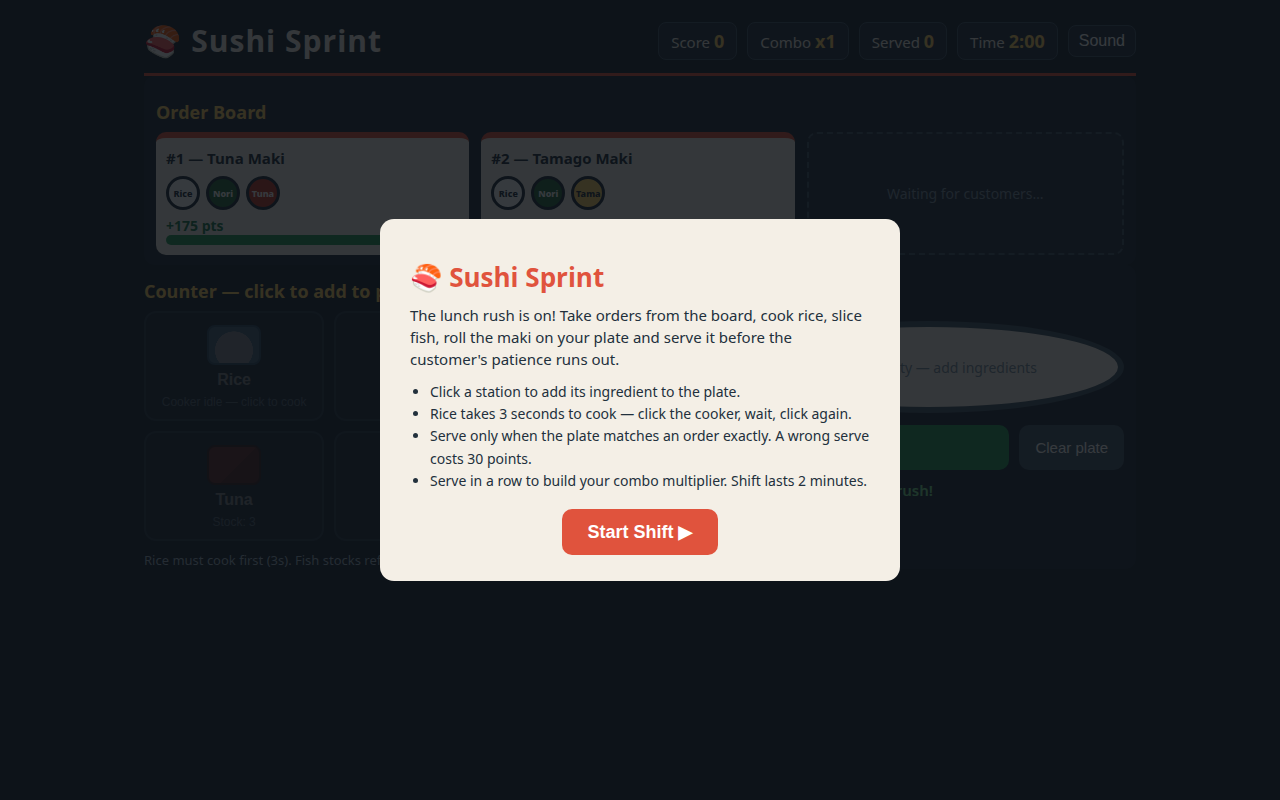 🍣 Sushi Sprint
Score 0
Combo x1
Served 0
Time 2:00
Sound
Order Board
#1 — Tuna Maki
Rice
Nori
Tuna
+175 pts
#2 — Tamago Maki
Rice
Nori
Tama
Waiting for customers...
Counter — click to add to
Rice
Cooker idle — click to cook
Tuna
Stock: 3
— add ingredients
Clear plate
Rice must cook first (3s). Fish stocks
🍣 Sushi Sprint
The lunch rush is on! Take orders from the board, cook rice, slice
fish, roll the maki on your plate and serve it before the
customer's patience runs out.
• Click a station to add its ingredient to the plate.
• Rice takes 3 seconds to cook — click the cooker, wait, click again.
• Serve only when the plate matches an order exactly. A wrong serve
costs 30 points.
• Serve in a row to build your combo multiplier. Shift lasts 2 minutes.
Start Shift ▶